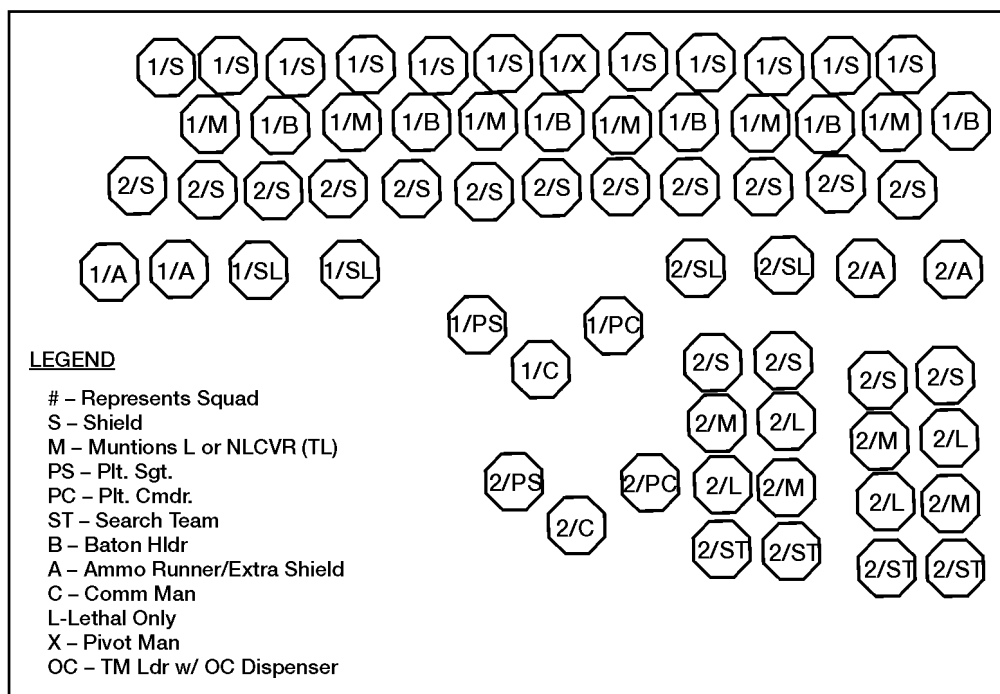 1/S 1/S 1/S 1/S 1/S 1/S 1/X 1/S 1/S 1/S 1/S 1/S
1/M 1/B 1/M 1/B 1/M 1/B 1/M 1/B 1/M 1/B 1/M 1/B
2/S 2/S 2/S 2/S 2/S 2/S 2/S 2/S 2/S 2/S 2/S 2/S
1/A 1/A 1/SL 1/SL 2/SL 2/SL 2/A 2/A
1/PS 1/PC
1/C
2/S 2/S 2/S 2/S
2/M 2/L 2/M 2/L
2/PS 2/PC 2/L 2/M 2/L 2/M
2/C 2/ST 2/ST 2/ST 2/ST
LEGEND
# – Represents Squad
S – Shield
M – Muntions L or NLCVR (TL)
PS – Plt. Sgt.
PC – Plt. Cmdr.
ST – Search Team
B – Baton Hldr
A – Ammo Runner/Extra Shield
C – Comm Man
L-Lethal Only
X – Pivot Man
OC – TM Ldr w/ OC Dispenser